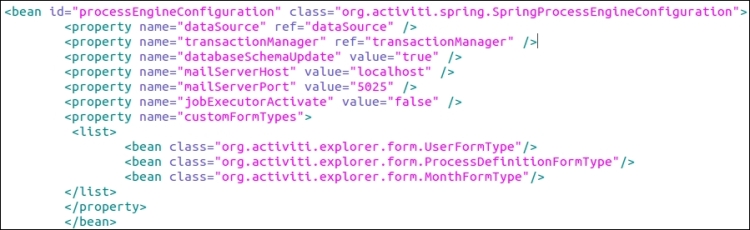 <bean id="processEngineConfiguration" class="org.activiti.spring.SpringProcessEngineConfiguration">
<property name="dataSource" ref="dataSource" />
<property name="transactionManager" ref="transactionManager" />
<property name="databaseSchemaUpdate" value="true" />
<property name="mailServerHost" value="localhost" />
<property name="mailServerPort" value="5025" />
<property name="jobExecutorActivate" value="false" />
<property name="customFormTypes">
<list>
<bean class="org.activiti.explorer.form.UserFormType"/>
<bean class="org.activiti.explorer.form.ProcessDefinitionFormType"/>
<bean class="org.activiti.explorer.form.MonthFormType"/>
</list>
</property>
</bean>